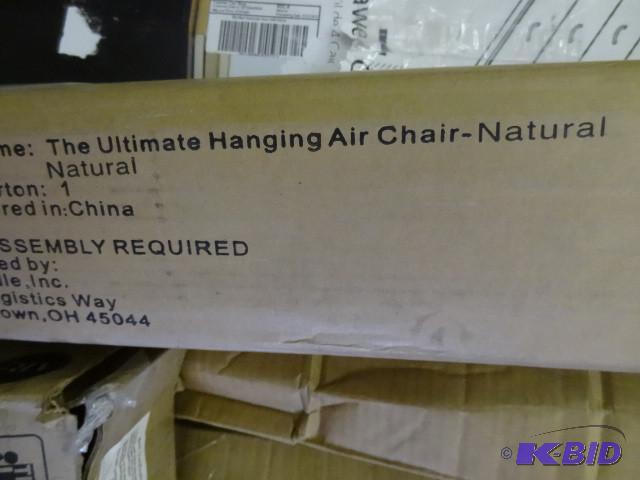 me: The Ultimate Hanging Air Chair-Natural
Natural
rton: 1
red in:China
SSEMBLY REQUIRED
ed by:
le,Inc.
gistics Way
own,OH 45044
© K-BID